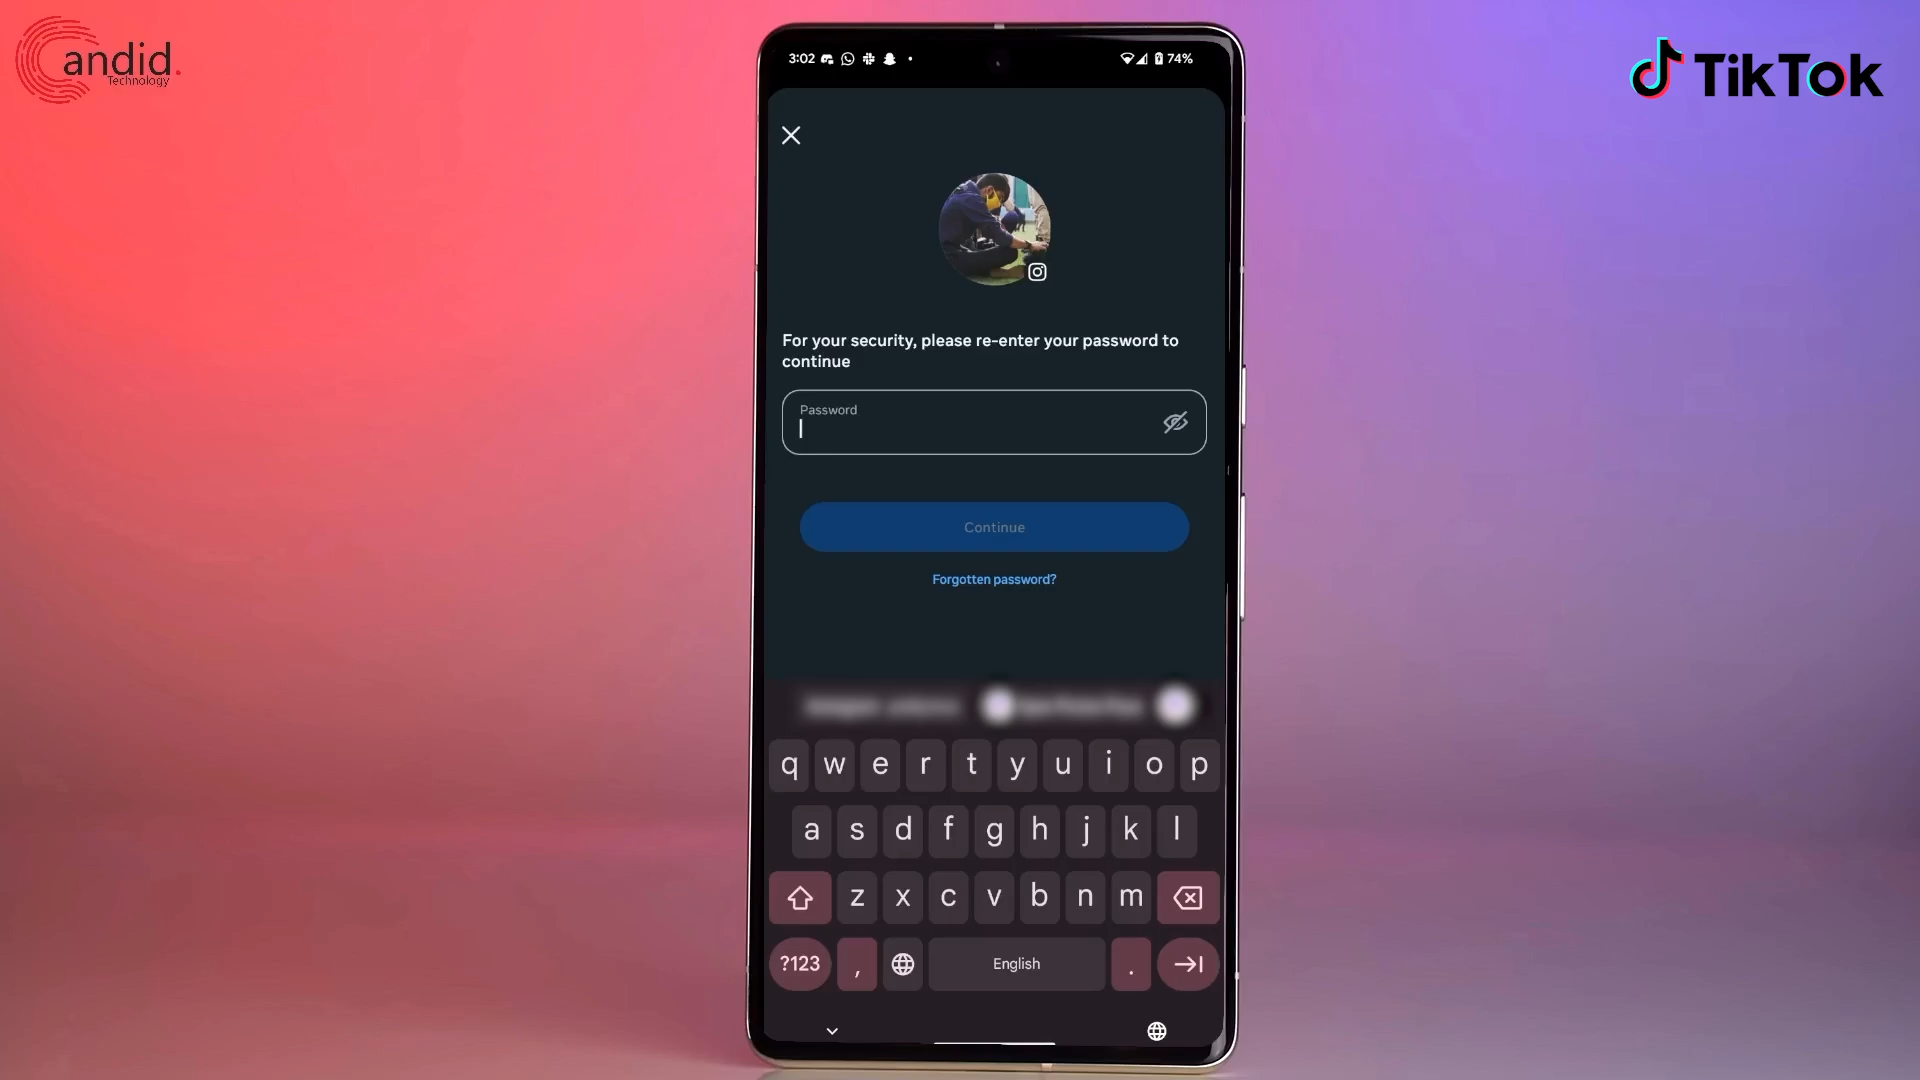 Candid.
Technology
TikTok
3:02
74%
For your security, please re-enter your password to
continue
Password
Continue
Forgotten password?
q w e r t y u i o p
a s d f g h j k l
z x c v b n m
?123 , English .